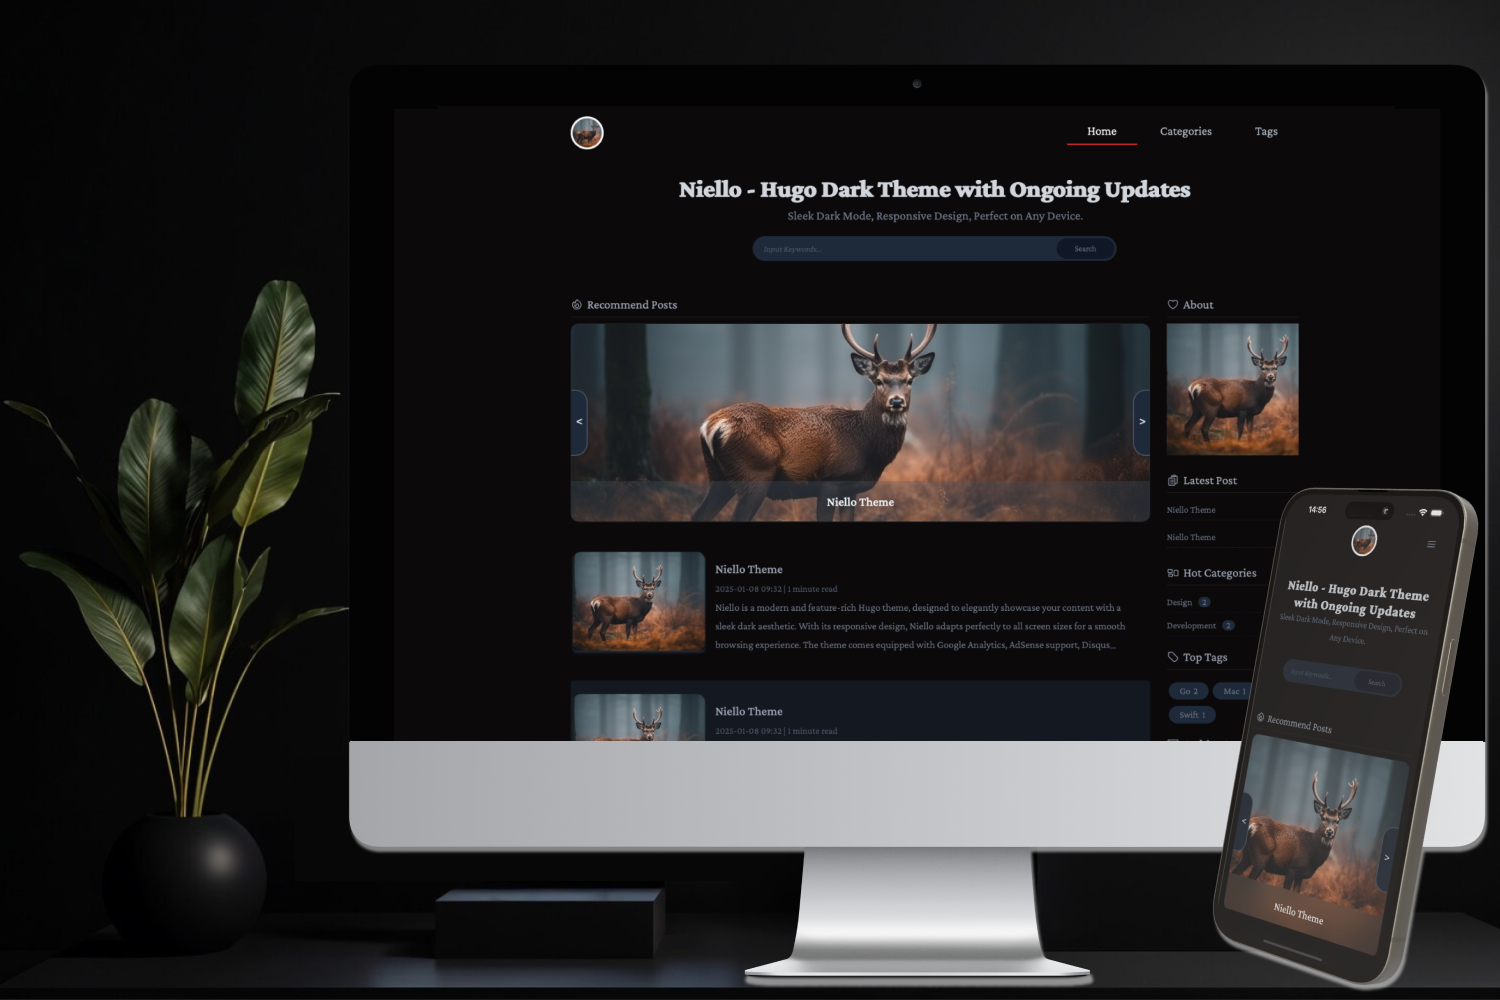 Home Categories Tags
Niello - Hugo Dark Theme with Ongoing Updates
Sleek Dark Mode, Responsive Design, Perfect on Any Device.
Input Keywords...
Search
Recommend Posts
<
>
Niello Theme
Niello Theme
2025-01-08 09:32 | 1 minute read
Niello is a modern and feature-rich Hugo theme, designed to elegantly showcase your content with a
sleek dark aesthetic. With its responsive design, Niello adapts perfectly to all screen sizes for a smooth
browsing experience. The theme comes equipped with Google Analytics, AdSense support, Disqus...
Niello Theme
2025-01-08 09:32 | 1 minute read
About
Latest Post
Niello Theme
Niello Theme
Hot Categories
Design 2
Development 2
Top Tags
Go 2 Mac 1
Swift 1
14:56
Niello - Hugo Dark Theme
with Ongoing Updates
Sleek Dark Mode, Responsive Design, Perfect on
Any Device.
Input Keywords...
Search
Recommend Posts
<
>
Niello Theme